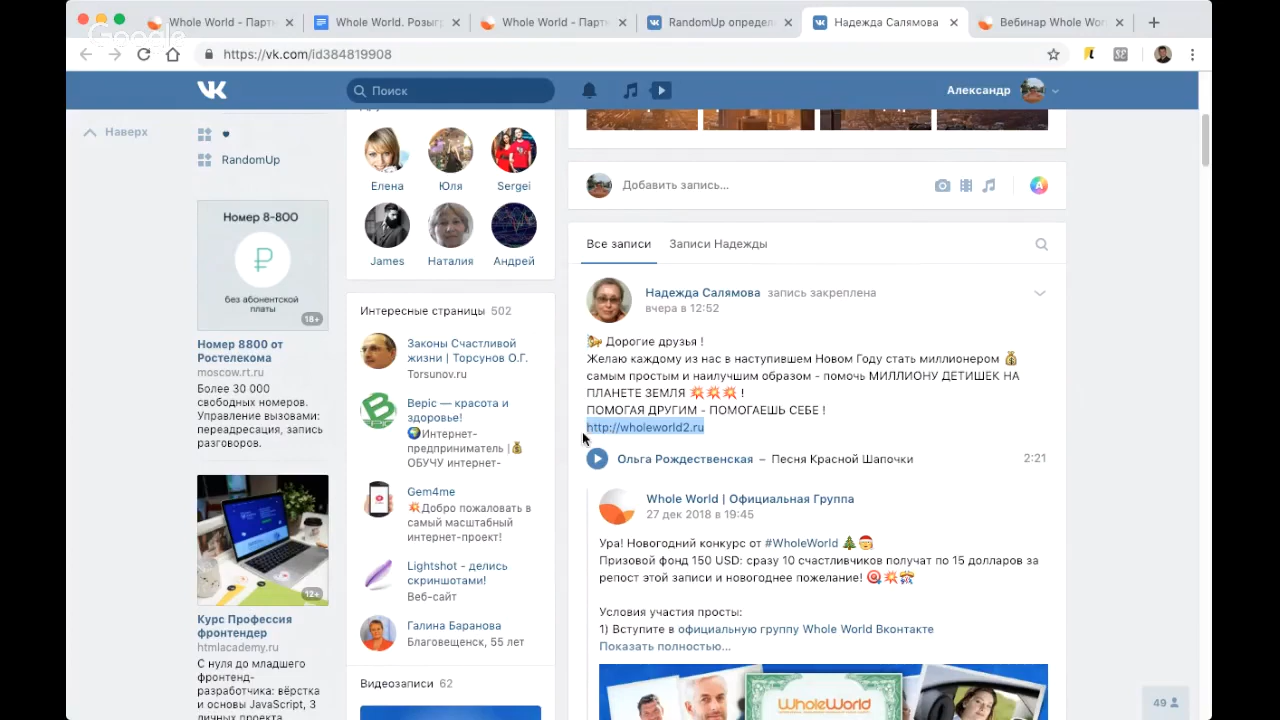 Whole World - Партн
Whole World. Розыгр
Whole World - Партн
RandomUp определ
Надежда Салямова
Вебинар Whole Wor
Google
https://vk.com/id384819908
Поиск
Александр
Наверх
RandomUp
Номер 8-800
без абонентской
платы
18+
Номер 8800 от
Ростелекома
moscow.rt.ru
Более 30 000
свободных номеров.
Управление вызовами:
переадресация, запись
разговоров.
12+
Курс Профессия
фронтендер
htmlacademy.ru
С нуля до младшего
фронтенд-
разработчика: вёрстка
и основы JavaScript, 3
личных проекта
Елена
Юля
Sergei
James
Наталия
Андрей
Интересные страницы 502
Законы Счастливой
жизни | Торсунов О.Г.
Torsunov.ru
Bepic — красота и
здоровье!
🌍Интернет-
предприниматель |💰
ОБУЧУ интернет-
Gem4me
💥Добро пожаловать в
самый масштабный
интернет-проект!
Lightshot - делись
скриншотами!
Веб-сайт
Галина Баранова
Благовещенск, 55 лет
Видеозаписи 62
Добавить запись...
Все записи
Записи Надежды
Надежда Салямова запись закреплена
вчера в 12:52
Дорогие друзья !
Желаю каждому из нас в наступившем Новом Году стать миллионером 💰
самым простым и наилучшим образом - помочь МИЛЛИОНУ ДЕТИШЕК НА
ПЛАНЕТЕ ЗЕМЛЯ 💥💥💥 !
ПОМОГАЯ ДРУГИМ - ПОМОГАЕШЬ СЕБЕ !
http://wholeworld2.ru
Ольга Рождественская – Песня Красной Шапочки 2:21
Whole World | Официальная Группа
27 дек 2018 в 19:45
Ура! Новогодний конкурс от #WholeWorld 🎄🎅
Призовой фонд 150 USD: сразу 10 счастливчиков получат по 15 долларов за
репост этой записи и новогоднее пожелание! 🎯💥🎊
Условия участия просты:
1) Вступите в официальную группу Whole World Вконтакте
Показать полностью...
WholeWorld
49